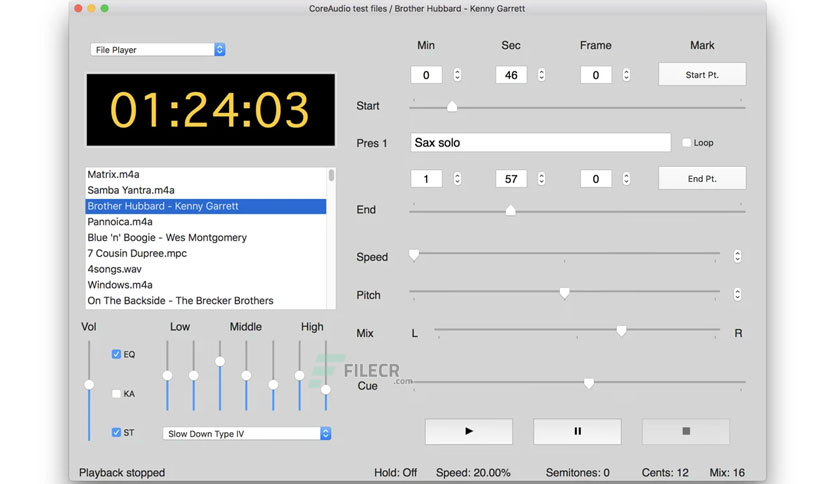 CoreAudio test files / Brother Hubbard - Kenny Garrett
File Player
01:24:03
Matrix.m4a
Samba Yantra.m4a
Brother Hubbard - Kenny Garrett
Pannoica.m4a
Blue 'n' Boogie - Wes Montgomery
7 Cousin Dupree.mpc
4songs.wav
Windows.m4a
On The Backside - The Brecker Brothers
Vol
Low Middle High
EQ
KA
ST
Slow Down Type IV
Min Sec Frame Mark
0 46 0 Start Pt.
Start
Pres 1 Sax solo Loop
1 57 0 End Pt.
End
Speed
Pitch
Mix L R
Cue
FILECR
.com
Playback stopped Hold: Off Speed: 20.00% Semitones: 0 Cents: 12 Mix: 16